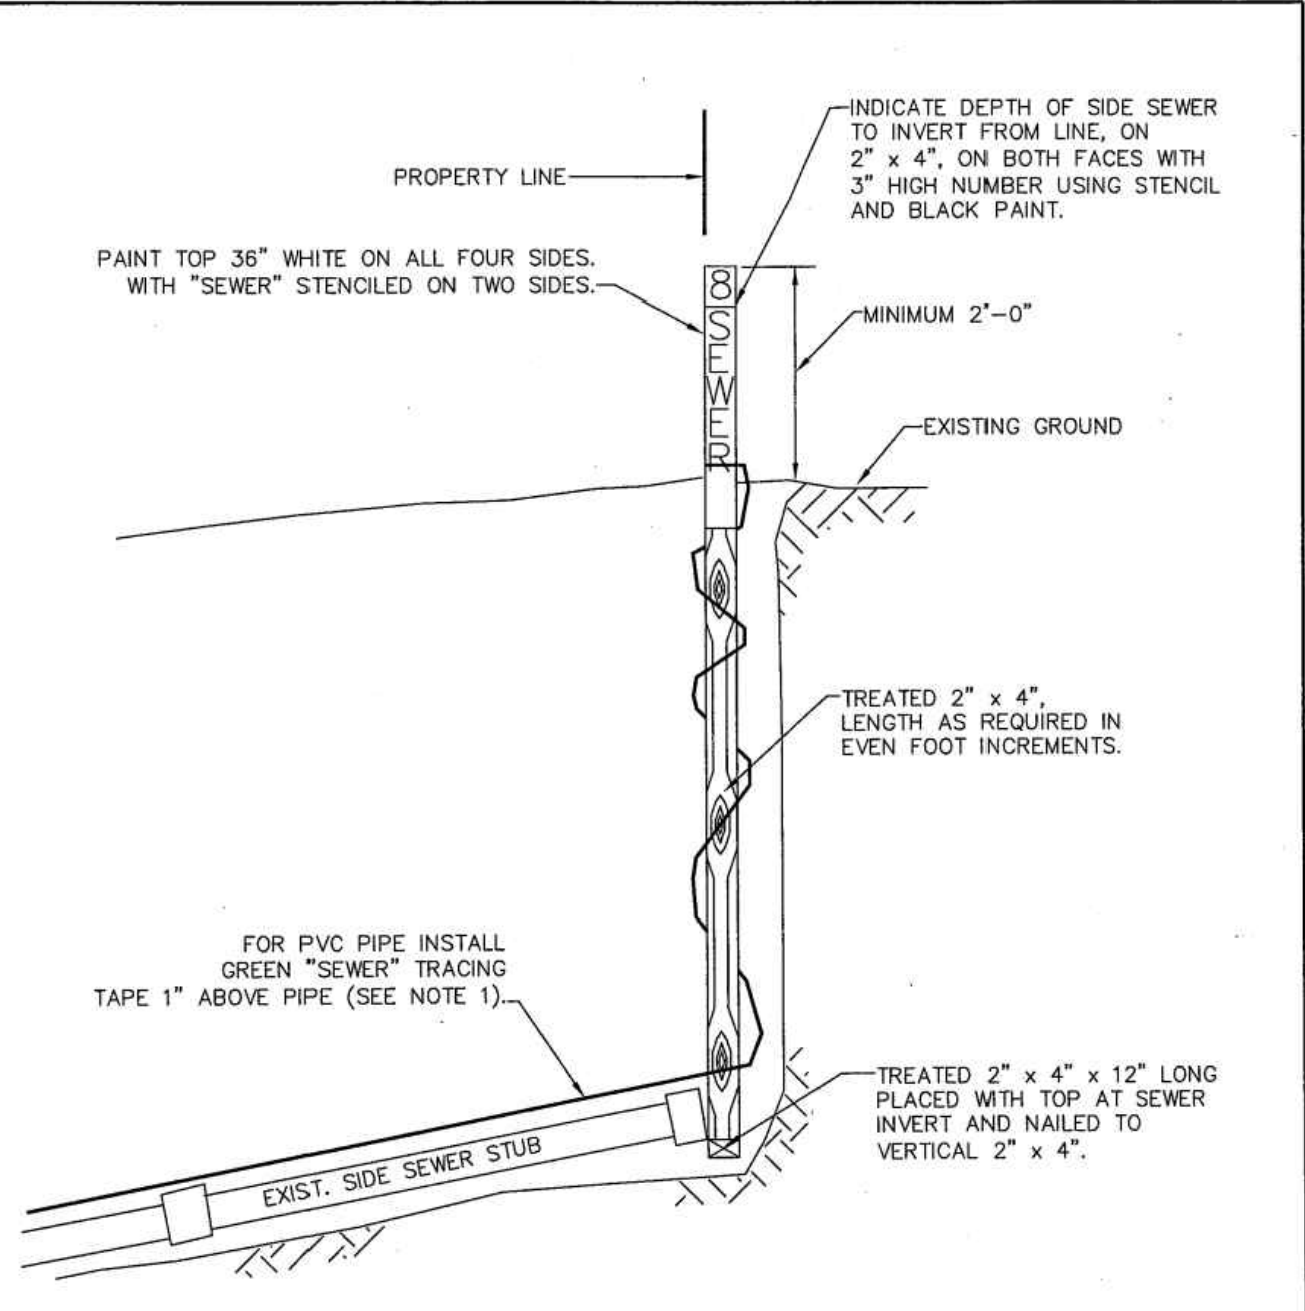 INDICATE DEPTH OF SIDE SEWER
TO INVERT FROM LINE, ON
2" x 4", ON BOTH FACES WITH
3" HIGH NUMBER USING STENCIL
AND BLACK PAINT.
PROPERTY LINE
PAINT TOP 36" WHITE ON ALL FOUR SIDES.
WITH "SEWER" STENCILED ON TWO SIDES.
8
SEWER
MINIMUM 2'-0"
EXISTING GROUND
TREATED 2" x 4",
LENGTH AS REQUIRED IN
EVEN FOOT INCREMENTS.
FOR PVC PIPE INSTALL
GREEN "SEWER" TRACING
TAPE 1" ABOVE PIPE (SEE NOTE 1).
TREATED 2" x 4" x 12" LONG
PLACED WITH TOP AT SEWER
INVERT AND NAILED TO
VERTICAL 2" x 4".
EXIST. SIDE SEWER STUB